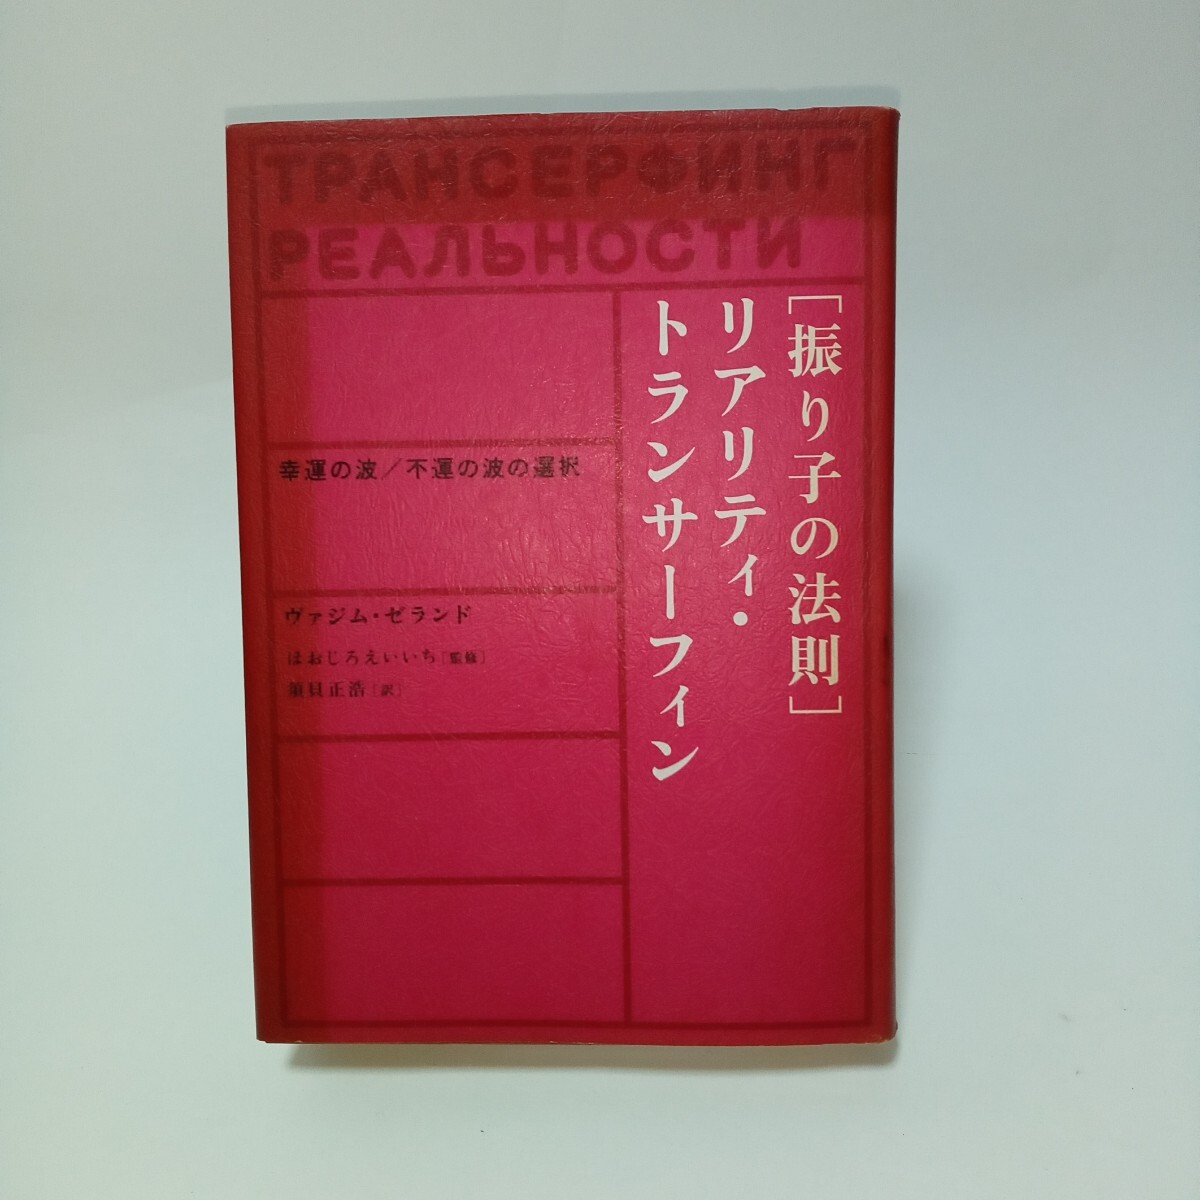 ТРАНСЕРФИНГ
РЕАЛЬНОСТИ
[振り子の法則]
リアリティ・
トランサーフィン
幸運の波／不運の波の選択
ヴァジム・ゼランド
ほおじろえいいち［監修］
須貝正浩［訳］